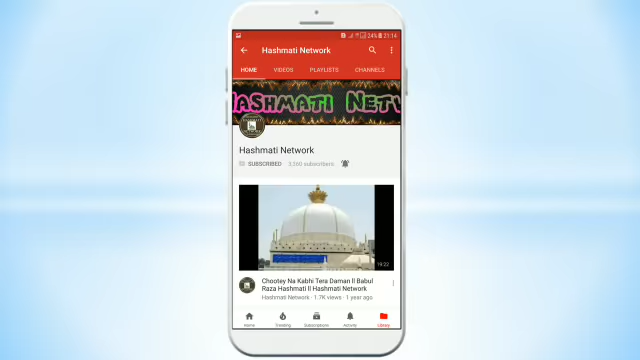 24% 21:14
Hashmati Network
HOME VIDEOS PLAYLISTS CHANNELS
HASHMATI NETW
Hashmati Network
SUBSCRIBED 3,360 subscribers
19:22
Chootey Na Kabhi Tera Daman ll Babul
Raza Hashmati ll Hashmati Network
Hashmati Network · 1.7K views · 1 year ago
Home Trending Subscriptions Activity Library